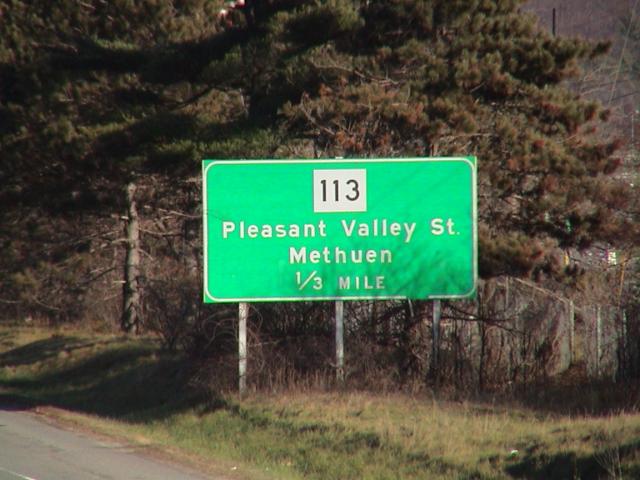 113
Pleasant Valley St.
Methuen
1/3 MILE